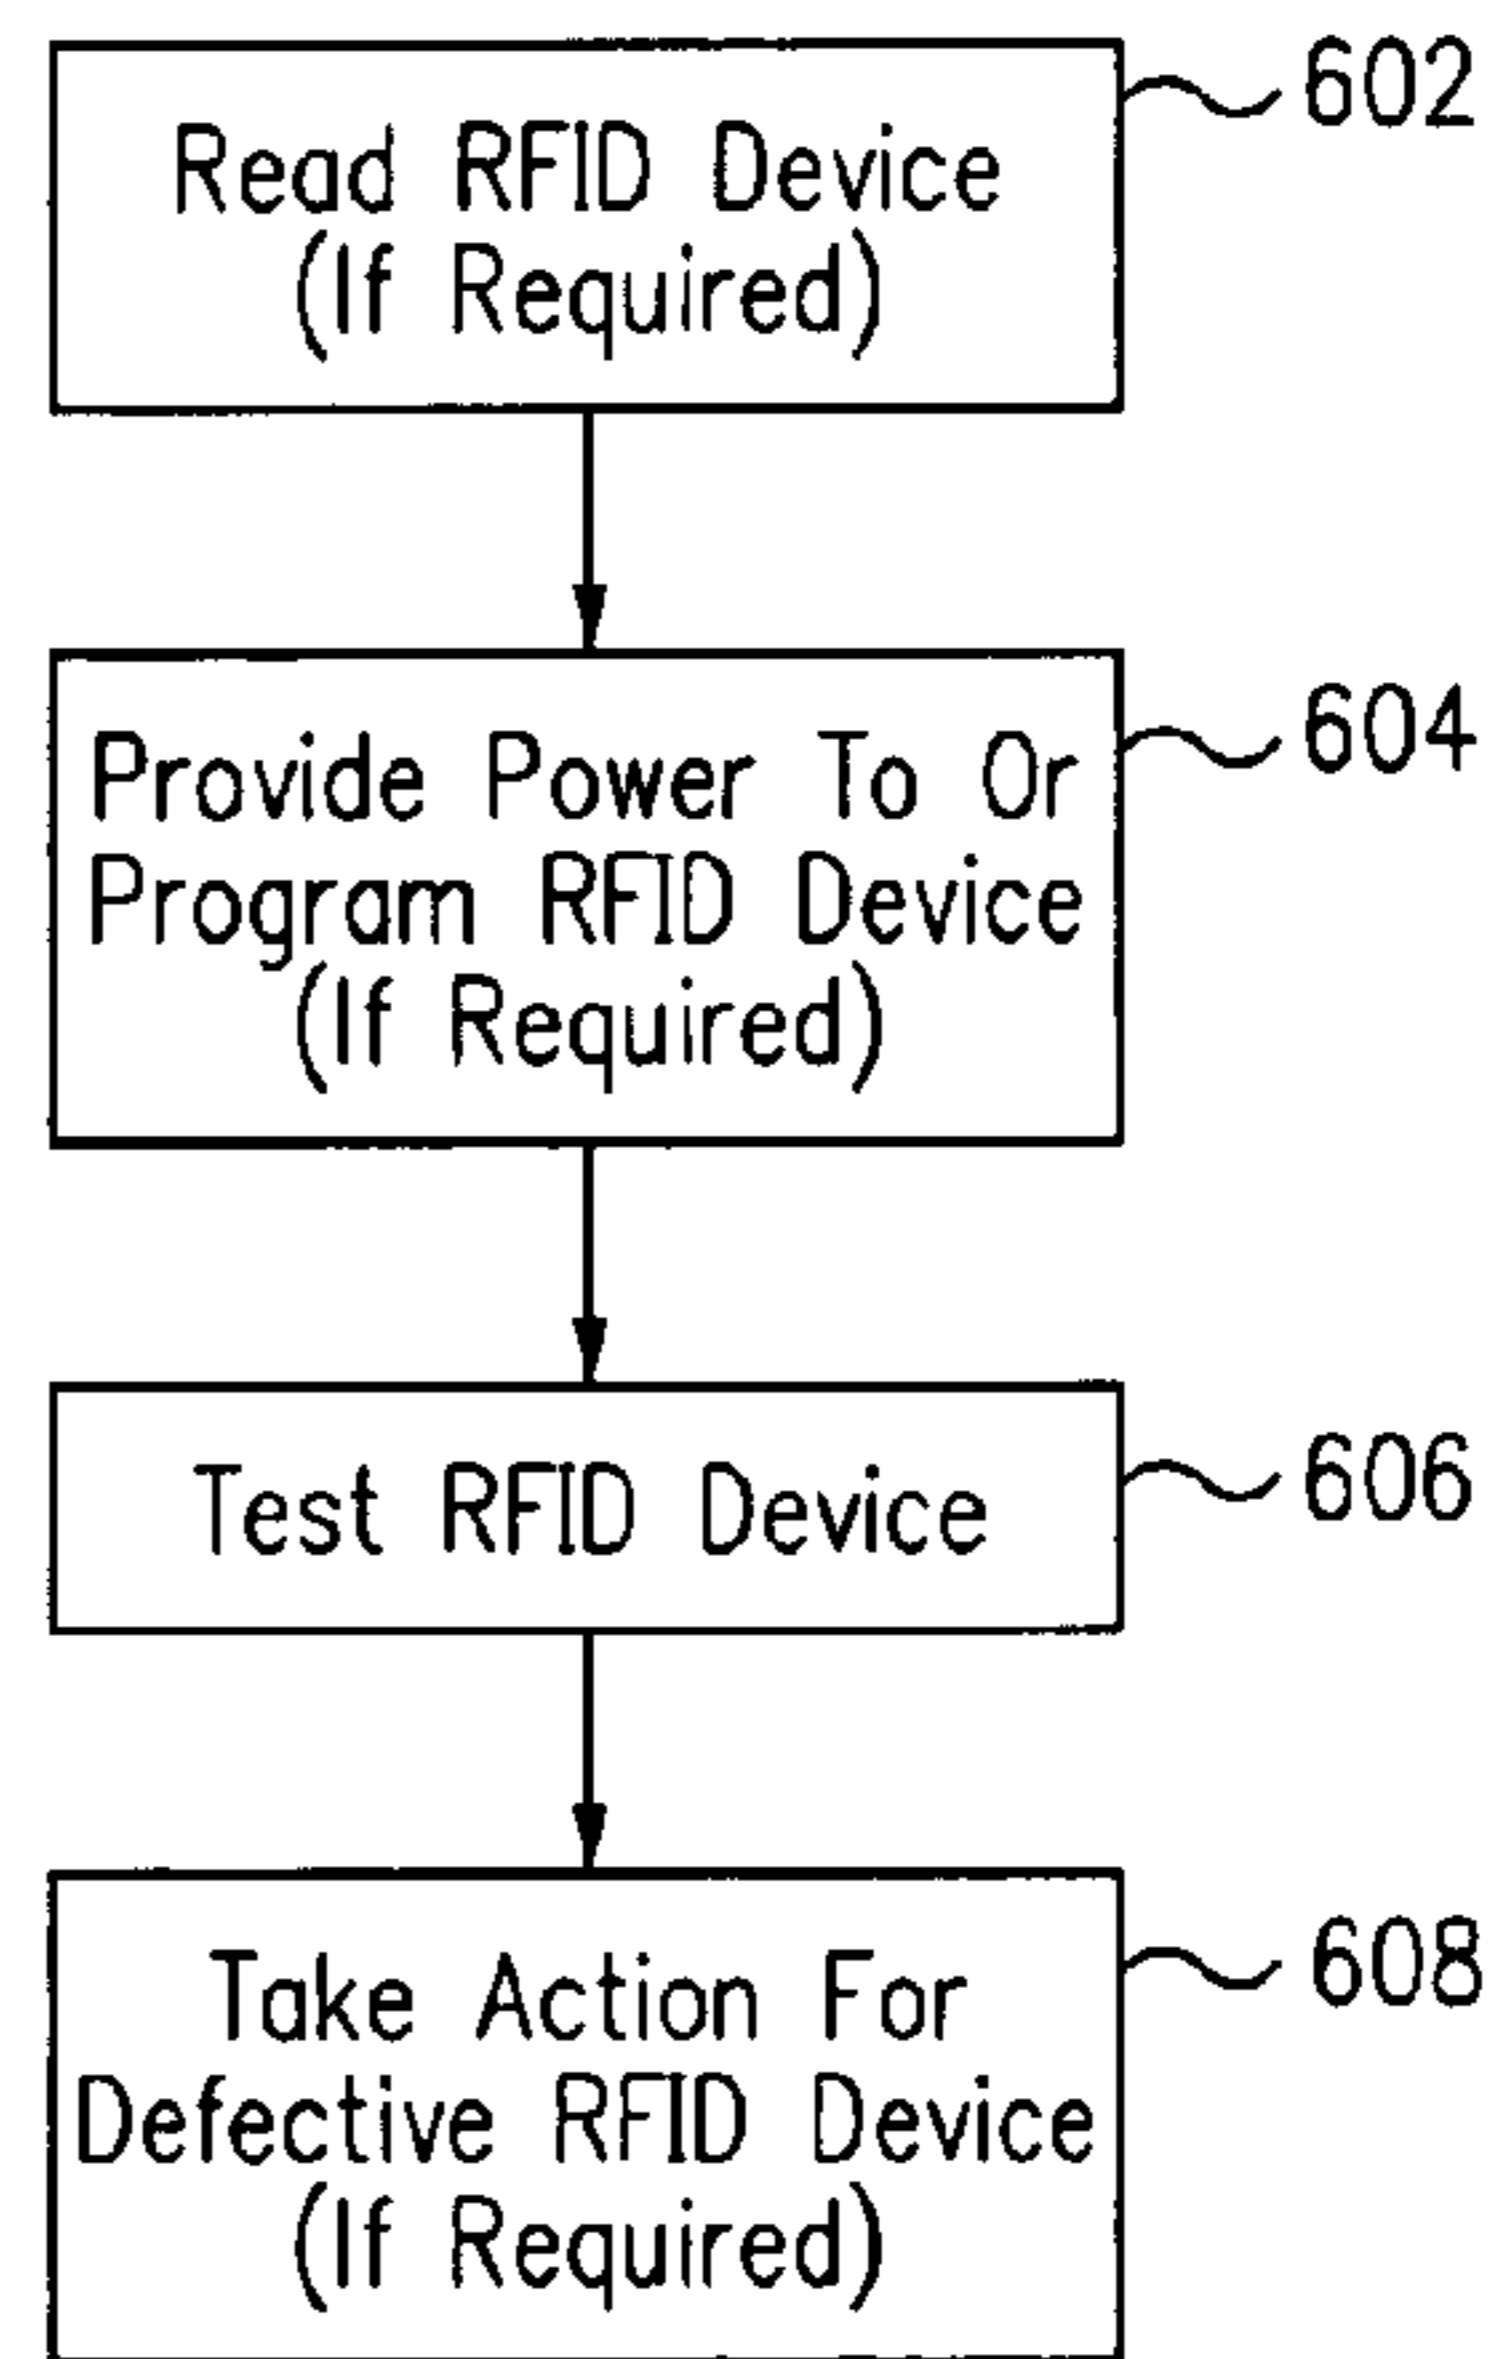 602
Read RFID Device
(If Required)
604
Provide Power To Or
Program RFID Device
(If Required)
606
Test RFID Device
608
Take Action For
Defective RFID Device
(If Required)